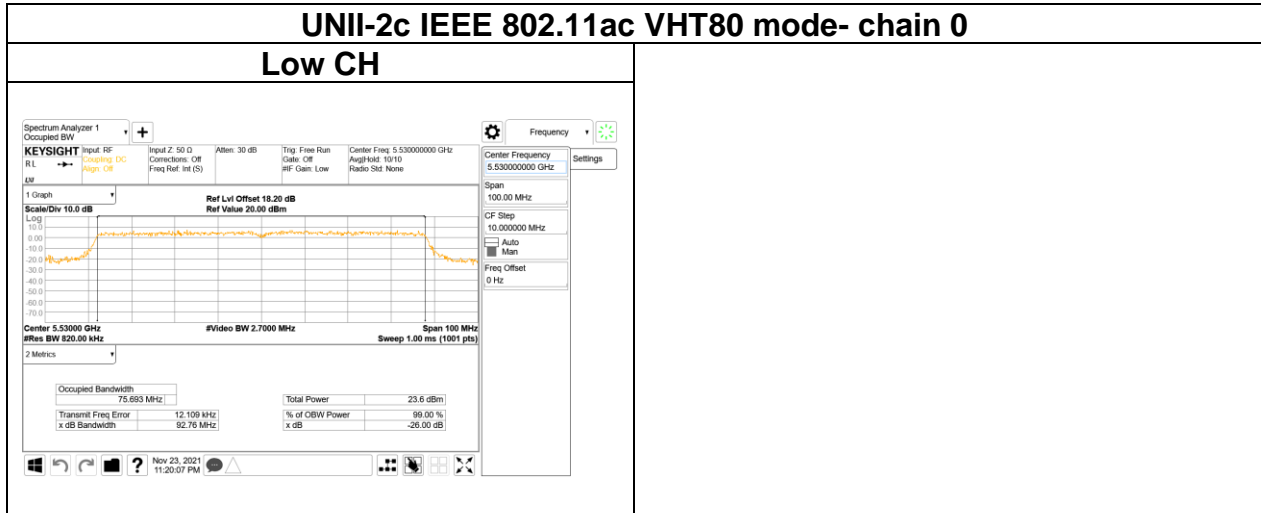 UNII-2c IEEE 802.11ac VHT80 mode- chain 0
Low CH
Spectrum Analyzer 1
Occupied BW
Frequency
Settings
KEYSIGHT
RL
Input: RF
Coupling: DC
Align: Off
Input Z: 50 Ω
Corrections: Off
Freq Ref: Int (S)
Atten: 30 dB
Trig: Free Run
Gate: Off
#IF Gain: Low
Center Freq: 5.530000000 GHz
Avg|Hold: 10/10
Radio Std: None
Center Frequency
5.530000000 GHz
Span
100.00 MHz
CF Step
10.000000 MHz
Auto
Man
Freq Offset
0 Hz
1 Graph
Scale/Div 10.0 dB
Ref Lvl Offset 18.20 dB
Ref Value 20.00 dBm
Log
10.0
0.00
-10.0
-20.0
-30.0
-40.0
-50.0
-60.0
-70.0
Center 5.53000 GHz
#Video BW 2.7000 MHz
Span 100 MHz
#Res BW 820.00 kHz
Sweep 1.00 ms (1001 pts)
2 Metrics
Occupied Bandwidth
75.693 MHz
Total Power 23.6 dBm
Transmit Freq Error 12.109 kHz
% of OBW Power 99.00 %
x dB Bandwidth 92.76 MHz
x dB -26.00 dB
?
Nov 23, 2021
11:20:07 PM